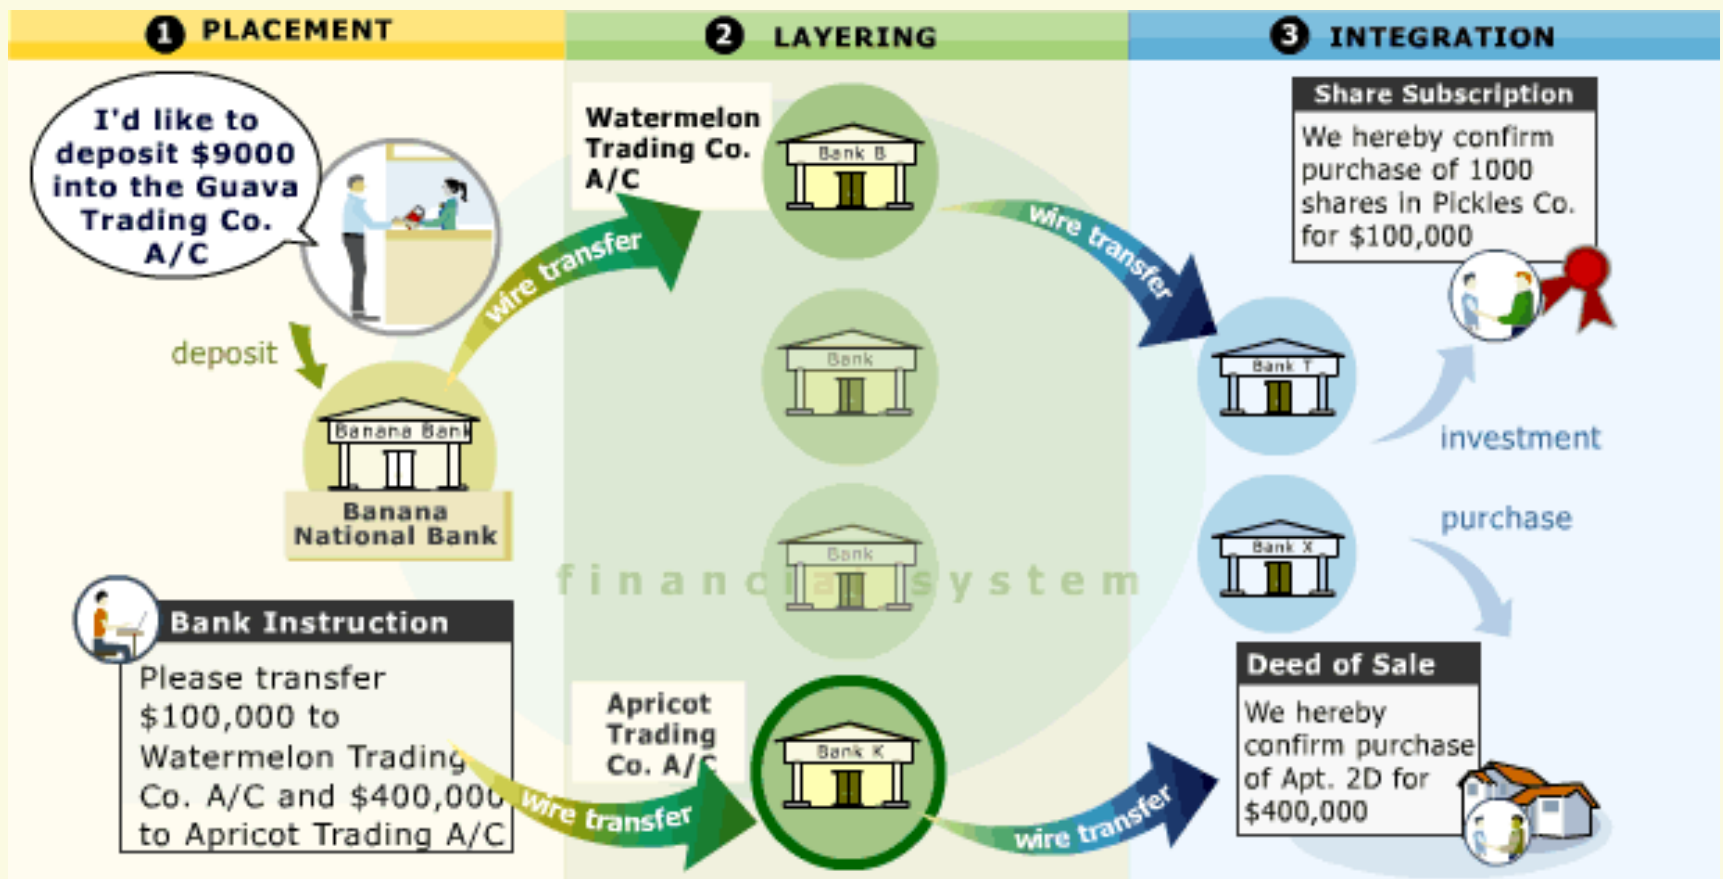 1 PLACEMENT
I'd like to
deposit $9000
into the Guava
Trading Co.
A/C
deposit
Banana Bank
Banana
National Bank
Bank Instruction
Please transfer
$100,000 to
Watermelon Trading
Co. A/C and $400,000
to Apricot Trading A/C
wire transfer
wire transfer
2 LAYERING
Watermelon
Trading Co.
A/C
Bank B
Bank
Bank
financial system
Apricot
Trading
Co. A/C
Bank K
wire transfer
wire transfer
3 INTEGRATION
Share Subscription
We hereby confirm
purchase of 1000
shares in Pickles Co.
for $100,000
Bank T
investment
Bank X
purchase
Deed of Sale
We hereby
confirm purchase
of Apt. 2D for
$400,000